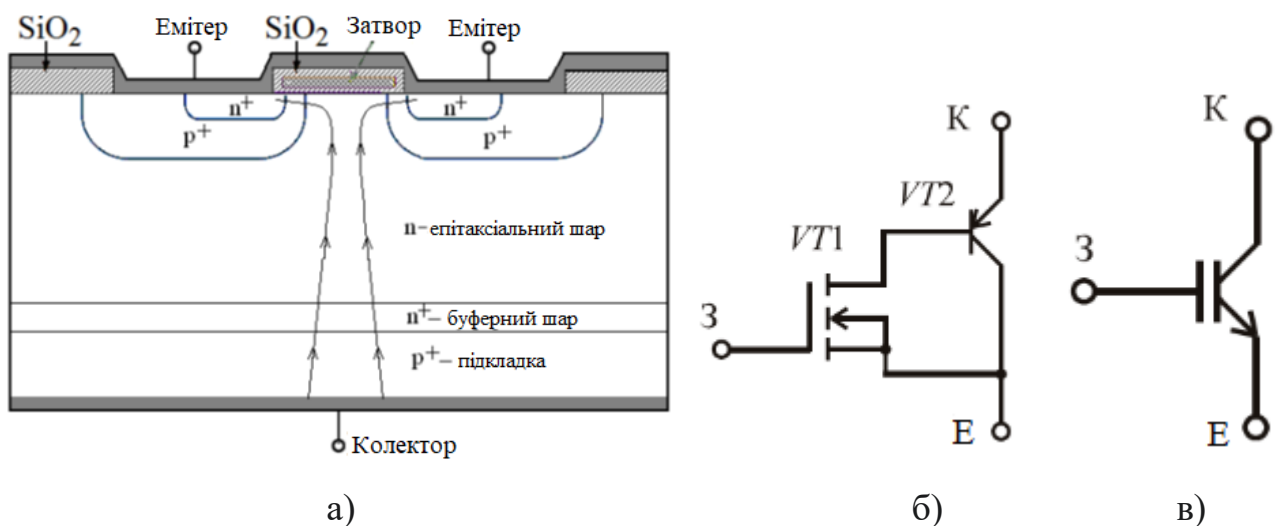 SiO2
Емітер
SiO2
Затвор
Емітер
n+
p+
n+
p+
n– епітаксіальний шар
n+– буферний шар
p+– підкладка
Колектор
а)
К
VT2
VT1
З
Е
б)
К
З
Е
в)